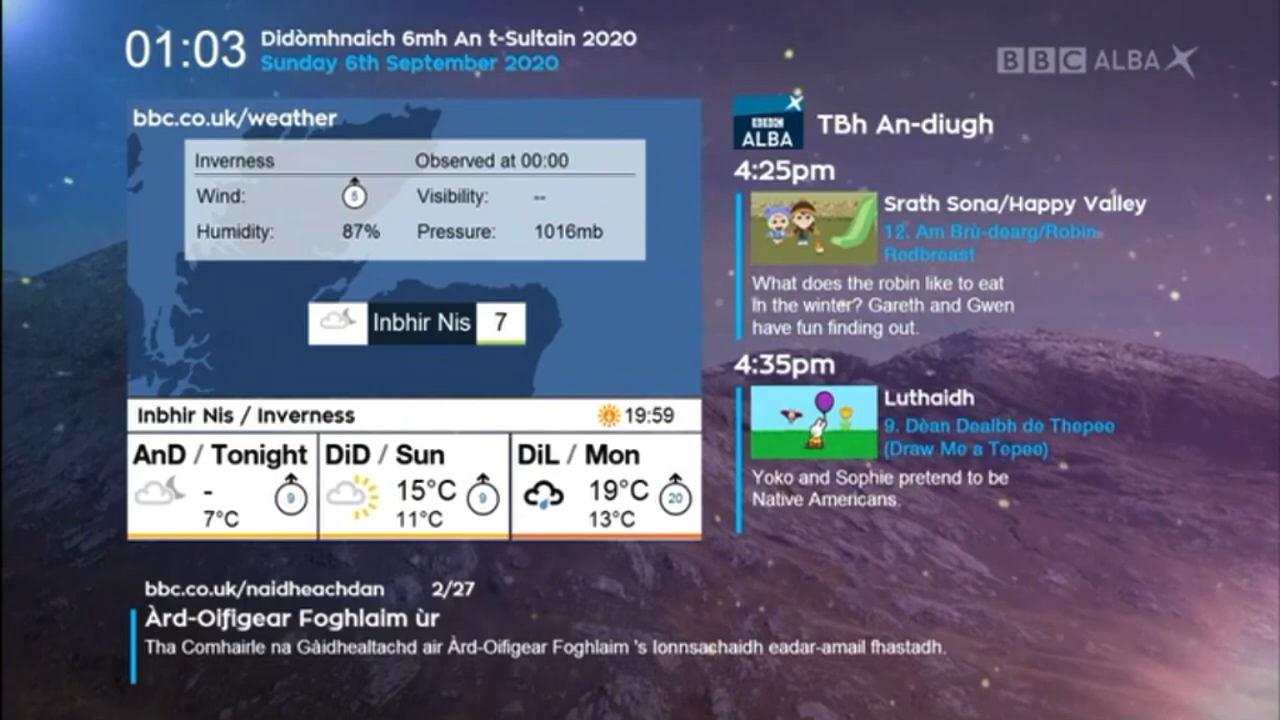 01:03
Didòmhnaich 6mh An t-Sultain 2020
Sunday 6th September 2020
BBC ALBA
bbc.co.uk/weather
Inverness Observed at 00:00
Wind: 5 Visibility: --
Humidity: 87% Pressure: 1016mb
Inbhir Nis 7
Inbhir Nis / Inverness 19:59
AnD / Tonight
-
9
7°C
DiD / Sun
15°C
9
11°C
DiL / Mon
19°C
20
13°C
BBC ALBA
TBh An-diugh
4:25pm
Srath Sona/Happy Valley
12. Am Brù-dearg/Robin
Redbreast
What does the robin like to eat
in the winter? Gareth and Gwen
have fun finding out.
4:35pm
Luthaidh
9. Dèan Dealbh de Thepee
(Draw Me a Tepee)
Yoko and Sophie pretend to be
Native Americans.
bbc.co.uk/naidheachdan 2/27
Àrd-Oifigear Foghlaim ùr
Tha Comhairle na Gàidhealtachd air Àrd-Oifigear Foghlaim 's Ionnsachaidh eadar-amail fhastadh.